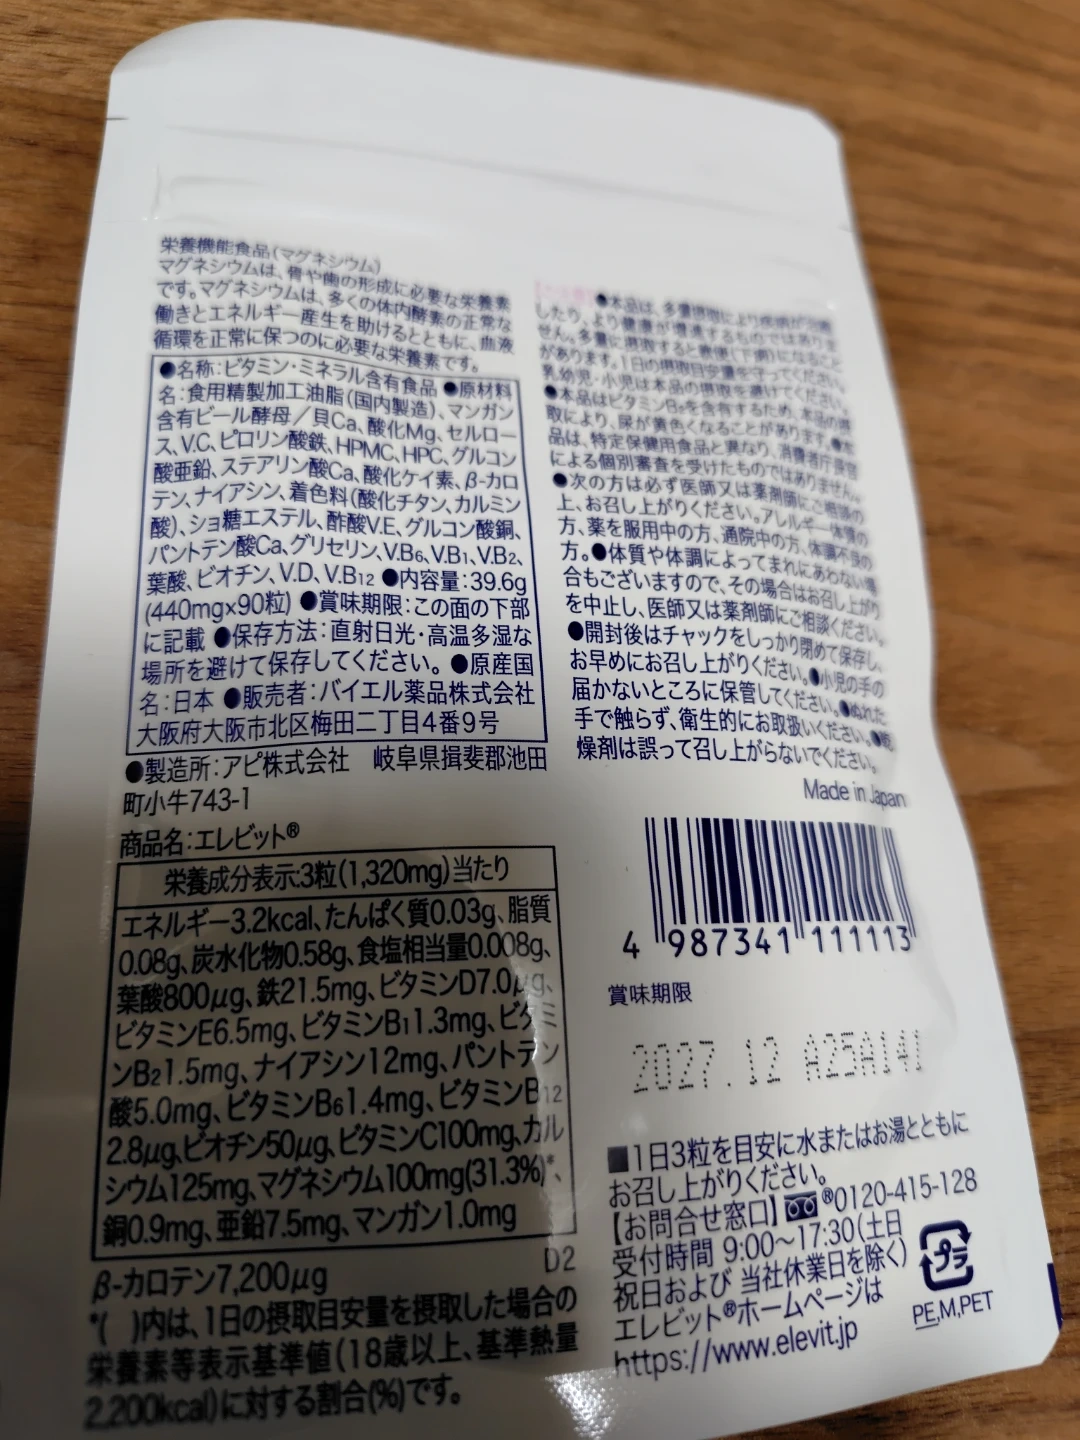 栄養機能食品(マグネシウム)
マグネシウムは、骨や歯の形成に必要な栄養素
です。マグネシウムは、多くの体内酵素の正常な
働きとエネルギー産生を助けるとともに、血液
循環を正常に保つのに必要な栄養素です。
●名称:ビタミン・ミネラル含有食品 ●原材料
名:食用精製加工油脂(国内製造)、マンガン
含有ビール酵母/貝Ca、酸化Mg、セルロー
ス、V.C、ピロリン酸鉄、HPMC、HPC、グルコン
酸亜鉛、ステアリン酸Ca、酸化ケイ素、β-カロ
テン、ナイアシン、着色料(酸化チタン、カルミン
酸)、ショ糖エステル、酢酸V.E、グルコン酸銅、
パントテン酸Ca、グリセリン、V.B6、V.B1、V.B2、
葉酸、ビオチン、V.D、V.B12 ●内容量:39.6g
(440mg×90粒) ●賞味期限:この面の下部
に記載 ●保存方法:直射日光・高温多湿な
場所を避けて保存してください。 ●原産国
名:日本 ●販売者:バイエル薬品株式会社
大阪府大阪市北区梅田二丁目4番9号
●製造所:アピ株式会社 岐阜県揖斐郡池田
町小牛743-1
商品名:エレビット®
栄養成分表示:3粒(1,320mg)当たり
エネルギー3.2kcal、たんぱく質0.03g、脂質
0.08g、炭水化物0.58g、食塩相当量0.008g、
葉酸800μg、鉄21.5mg、ビタミンD7.0μg、
ビタミンE6.5mg、ビタミンB1 1.3mg、ビタミ
ンB2 1.5mg、ナイアシン12mg、パントテン
酸5.0mg、ビタミンB6 1.4mg、ビタミンB12
2.8μg、ビオチン50μg、ビタミンC100mg、カル
シウム125mg、マグネシウム100mg(31.3%)*、
銅0.9mg、亜鉛7.5mg、マンガン1.0mg
D2
β-カロテン7,200μg
*( )内は、1日の摂取目安量を摂取した場合の
栄養素等表示基準値(18歳以上、基準熱量
2,200kcal)に対する割合(%)です。
●本品は、多量摂取により疾病が治癒
したり、より健康が増進するものではありま
せん。多量に摂取すると軟便(下痢)になること
があります。1日の摂取目安量を守ってください。
乳幼児・小児は本品の摂取を避けてください。
●本品はビタミンB2を含有するため、本品の摂
取により、尿が黄色くなることがあります。●本
品は、特定保健用食品と異なり、消費者庁長官
による個別審査を受けたものではありません。
●次の方は必ず医師又は薬剤師にご相談の
上、お召し上がりください。アレルギー体質の
方、薬を服用中の方、通院中の方、体調不良の
方。●体質や体調によってまれにあわない場
合もございますので、その場合はお召し上がり
を中止し、医師又は薬剤師にご相談ください。
●開封後はチャックをしっかり閉めて保存し、
お早めにお召し上がりください。●小児の手の
届かないところに保管してください。●ぬれた
手で触らず、衛生的にお取扱いください。●乾
燥剤は誤って召し上がらないでください。
Made in Japan
4 987341 111113
賞味期限
2027.12 A25A141
■1日3粒を目安に水またはお湯とともに
お召し上がりください。
【お問合せ窓口】®0120-415-128
受付時間 9:00〜17:30(土日
祝日および 当社休業日を除く)
エレビット®ホームページは
https://www.elevit.jp
プラ
PE,M,PET